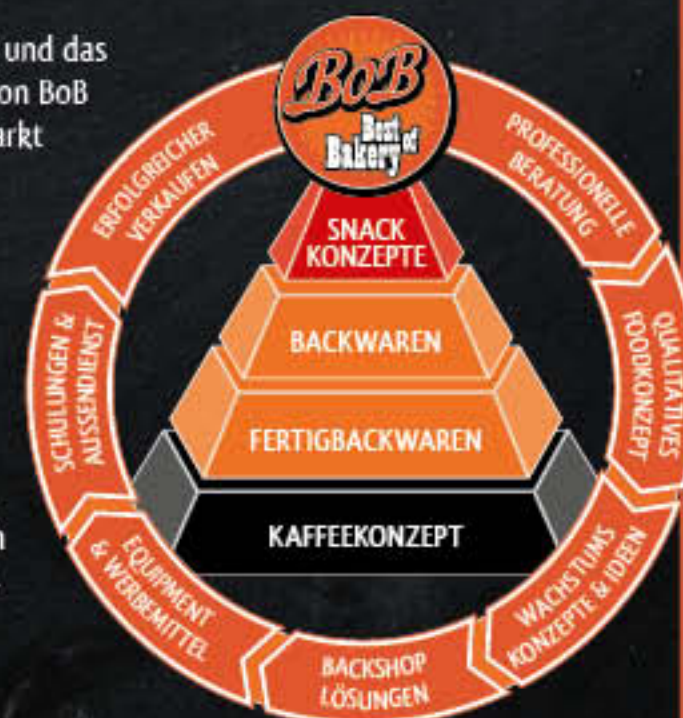 und das
on BoB
arkt
n
BoB
Best of
Bakery
SNACK
KONZEPTE
BACKWAREN
FERTIGBACKWAREN
KAFFEEKONZEPT
PROFESSIONELLE
BERATUNG
QUALITATIVES
FOODKONZEPT
WACHSTUMS
KONZEPTE & IDEEN
BACKSHOP
LÖSUNGEN
EQUIPMENT
& WERBEMITTEL
SCHULUNGEN &
AUSSENDIENST
ERFOLGREICHER
VERKAUFEN